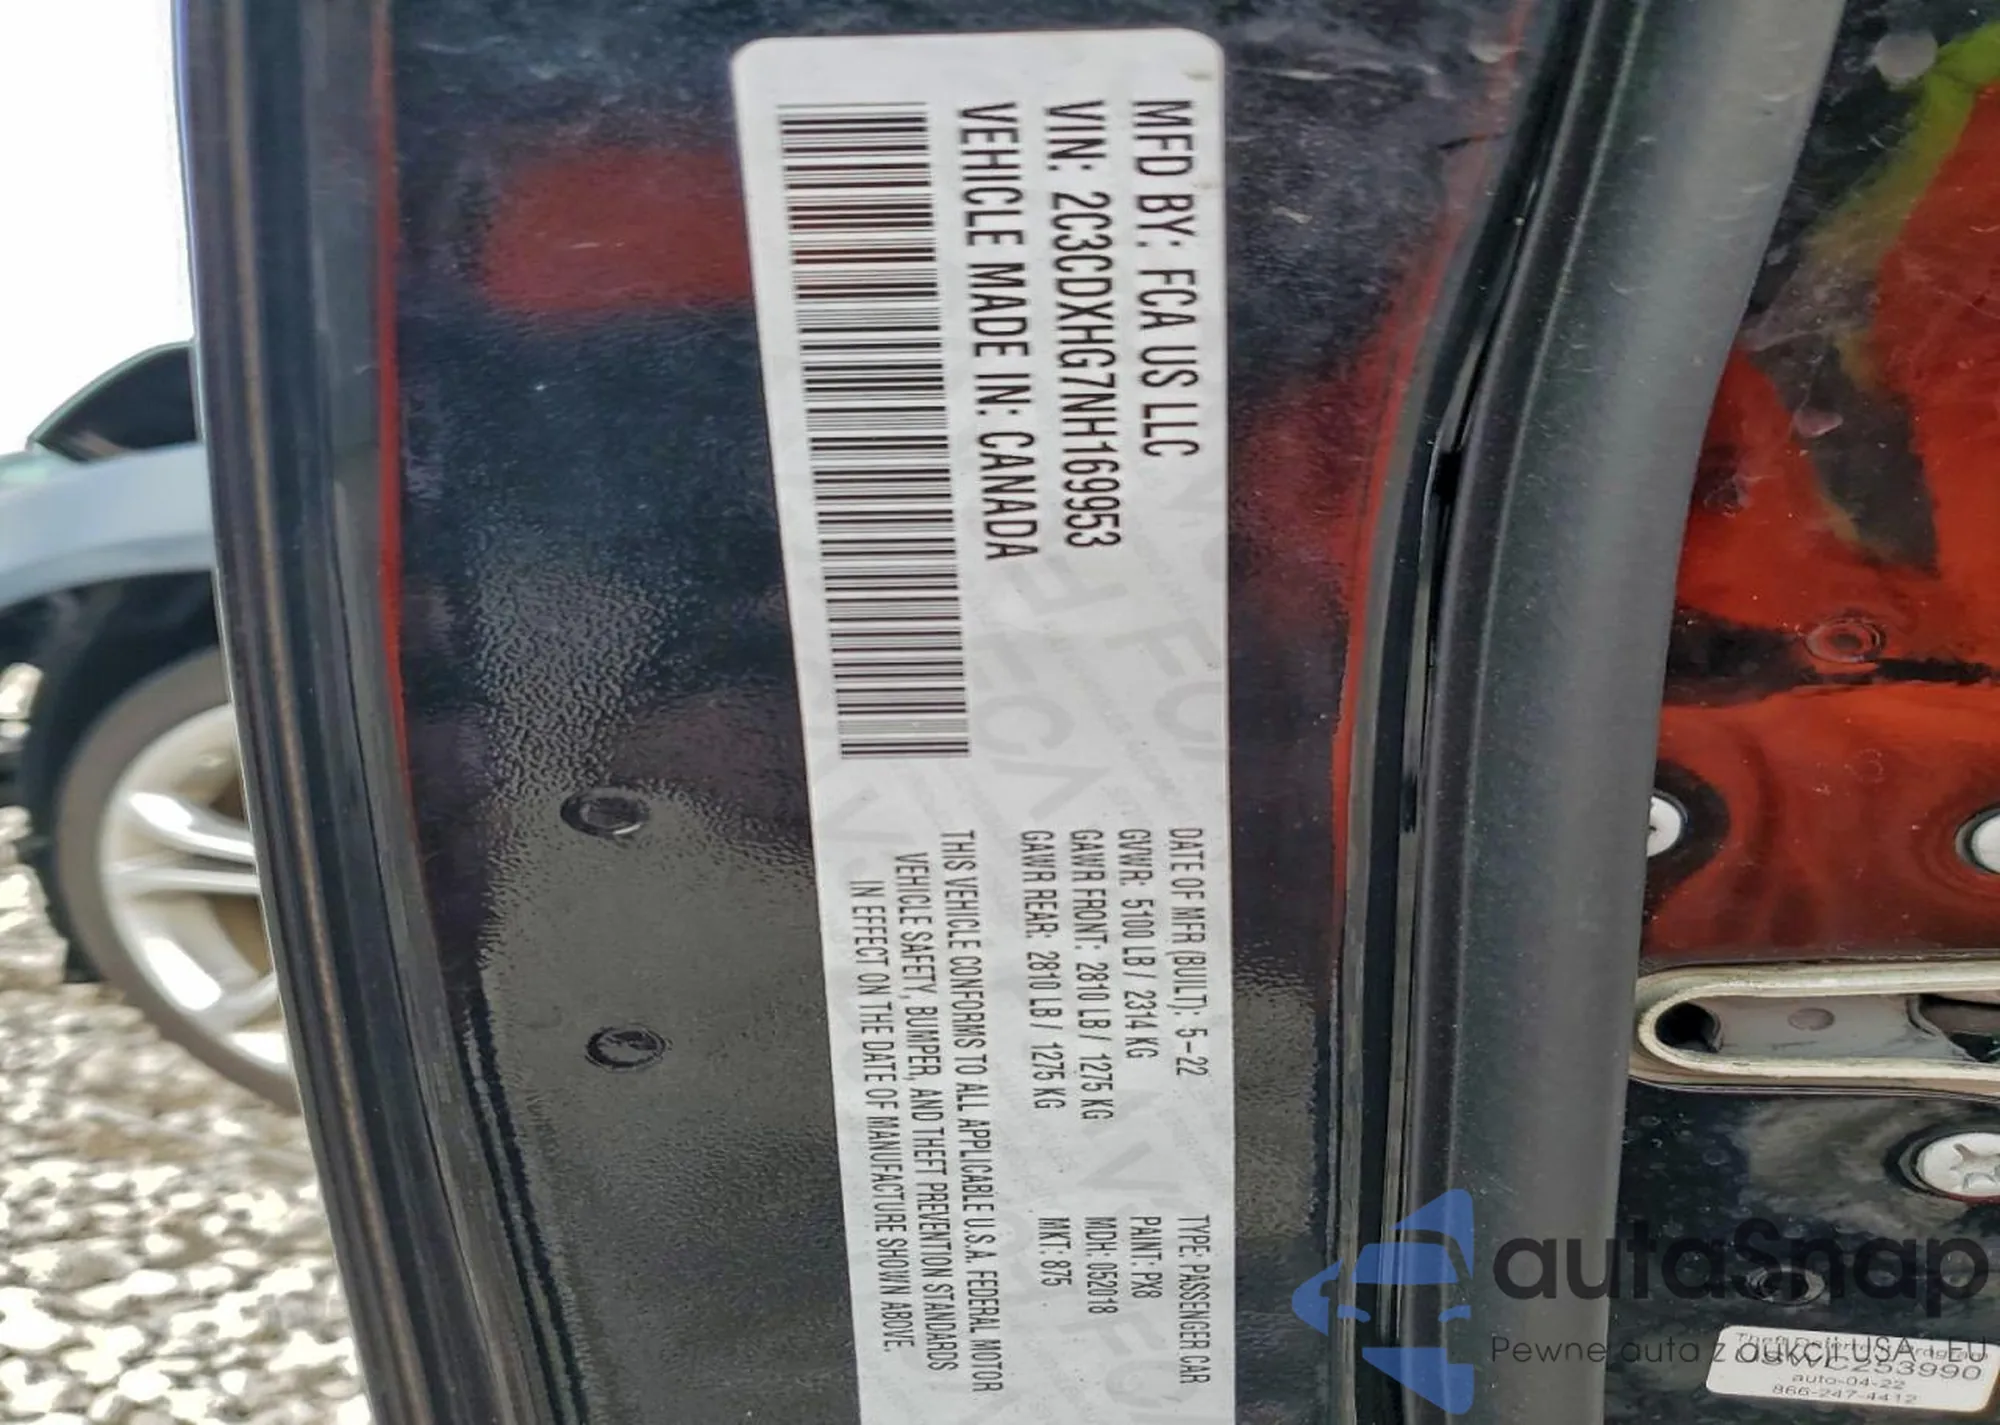 MFD BY: FCA US LLC
VIN: 2C3CDXHG7NH169953
VEHICLE MADE IN: CANADA
DATE OF MFR (BUILT): 5-22
GVWR: 5100 LB / 2314 KG
GAWR FRONT: 2810 LB / 1275 KG
GAWR REAR: 2810 LB / 1275 KG
THIS VEHICLE CONFORMS TO ALL APPLICABLE U.S.A. FEDERAL MOTOR
VEHICLE SAFETY, BUMPER, AND THEFT PREVENTION STANDARDS
IN EFFECT ON THE DATE OF MANUFACTURE SHOWN ABOVE.
TYPE: PASSENGER CAR
PAINT: PX8
MDH: 052018
MKT: 875
autoSnap
Pewne auta z aukcji USA i EU
auto-04-22
866-247-4412